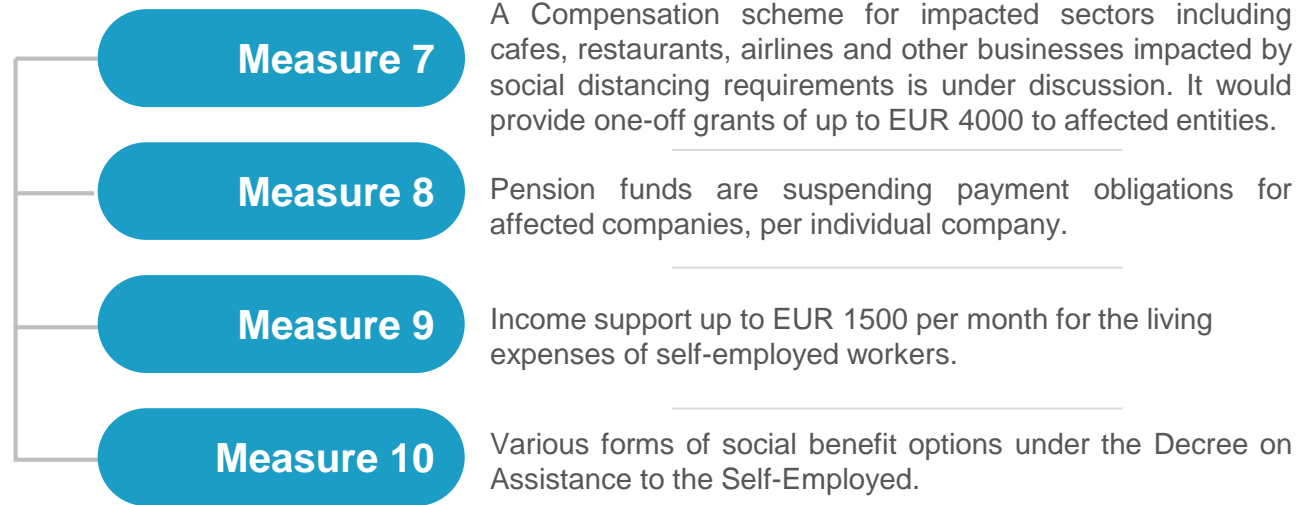 Measure 7
A Compensation scheme for impacted sectors including
cafes, restaurants, airlines and other businesses impacted by
social distancing requirements is under discussion. It would
provide one-off grants of up to EUR 4000 to affected entities.
Measure 8
Pension funds are suspending payment obligations for
affected companies, per individual company.
Measure 9
Income support up to EUR 1500 per month for the living
expenses of self-employed workers.
Measure 10
Various forms of social benefit options under the Decree on
Assistance to the Self-Employed.